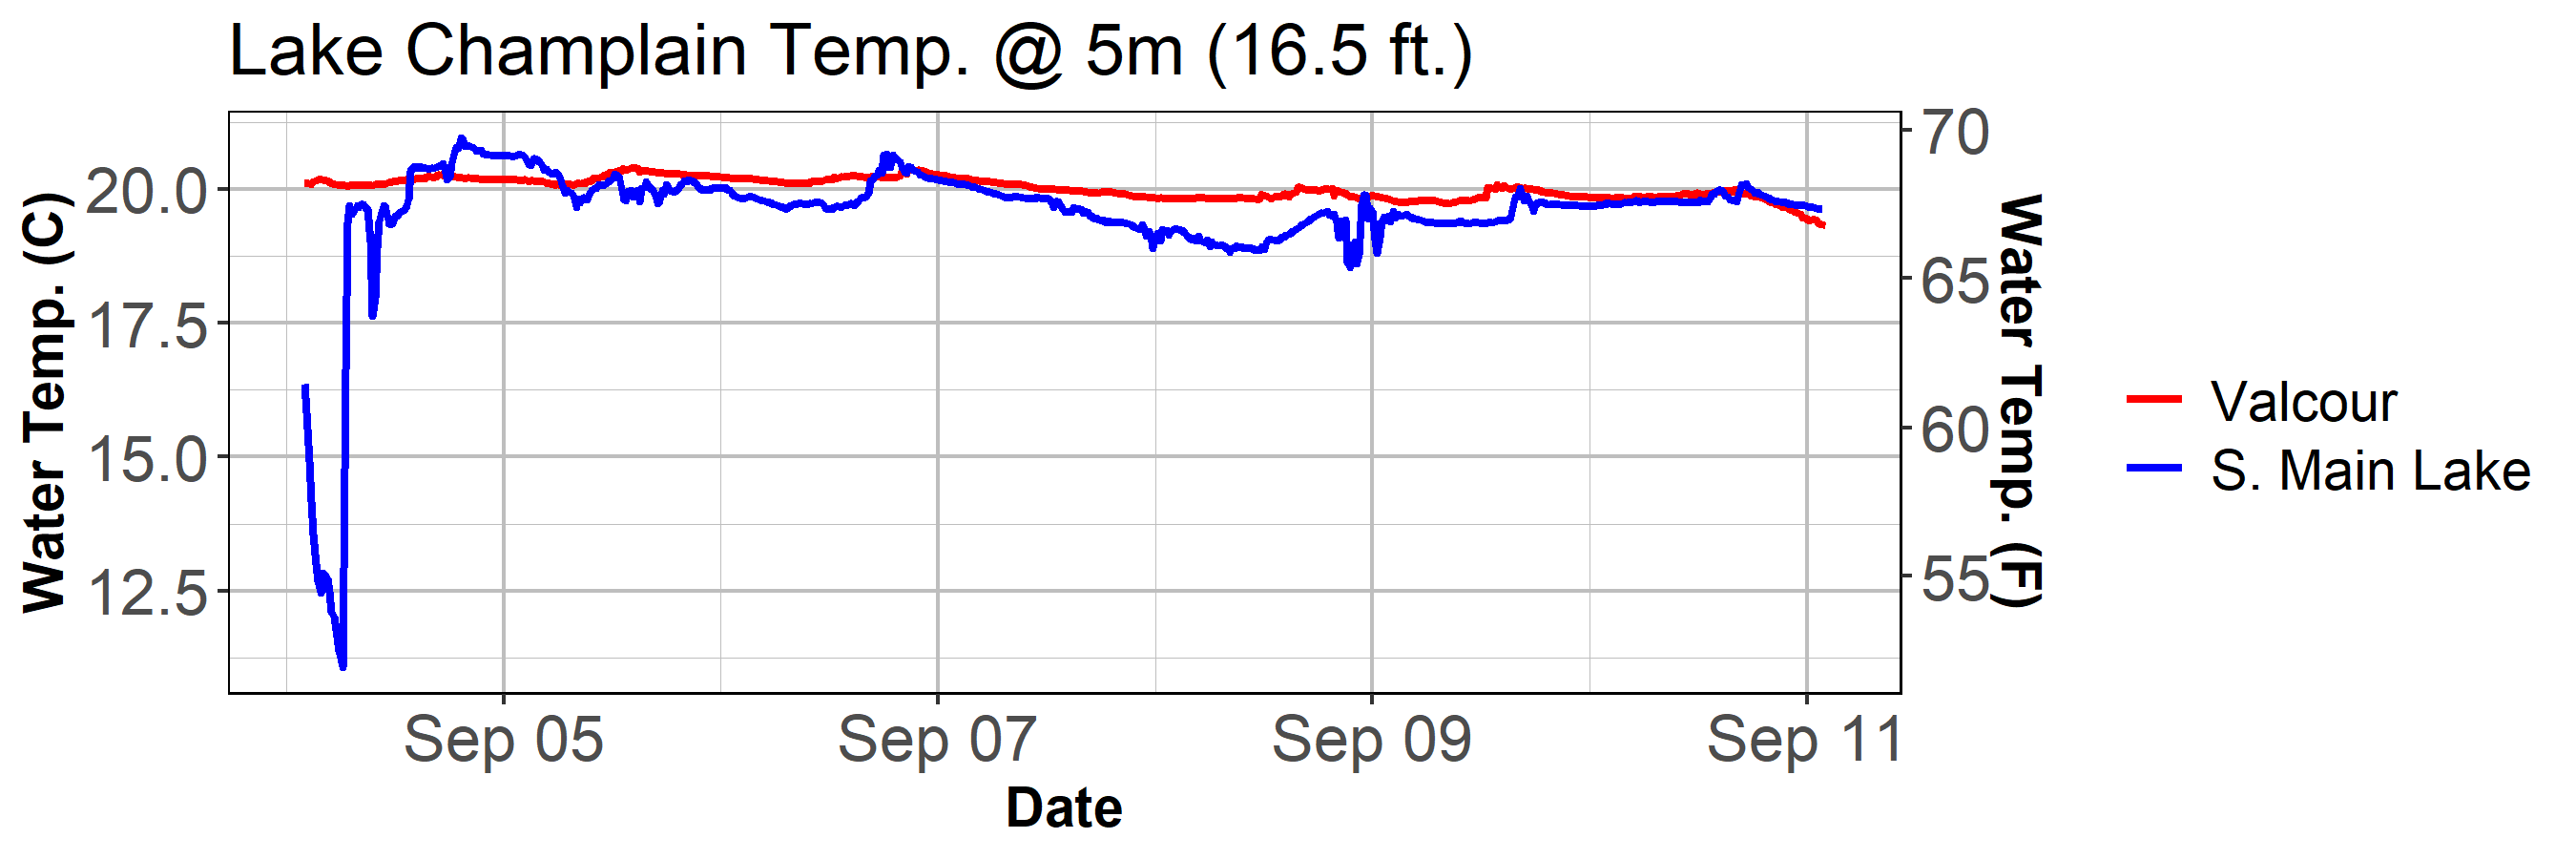 Lake Champlain Temp. @ 5m (16.5 ft.)
Water Temp. (C)
20.0
17.5
15.0
12.5
70
65
60
55
Water Temp. (F)
Sep 05 Sep 07 Sep 09 Sep 11
Date
Valcour
S. Main Lake